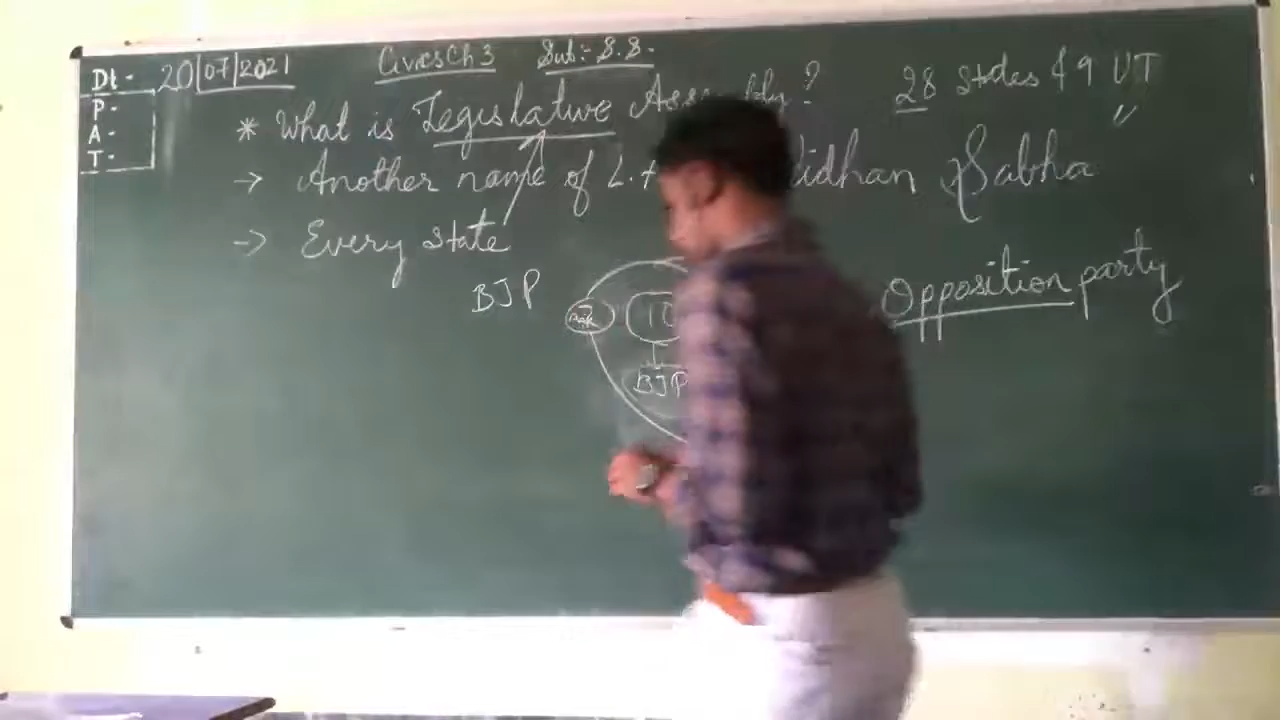 Dt - 20/07/2021 Civics Ch 3 Sub:- S.S.
P -
A -
I -
* What is Legislative ? 28 States & 9 UT
→ Another name of L. Sabha
→ Every state
BJP
10
BJP
Opposition party